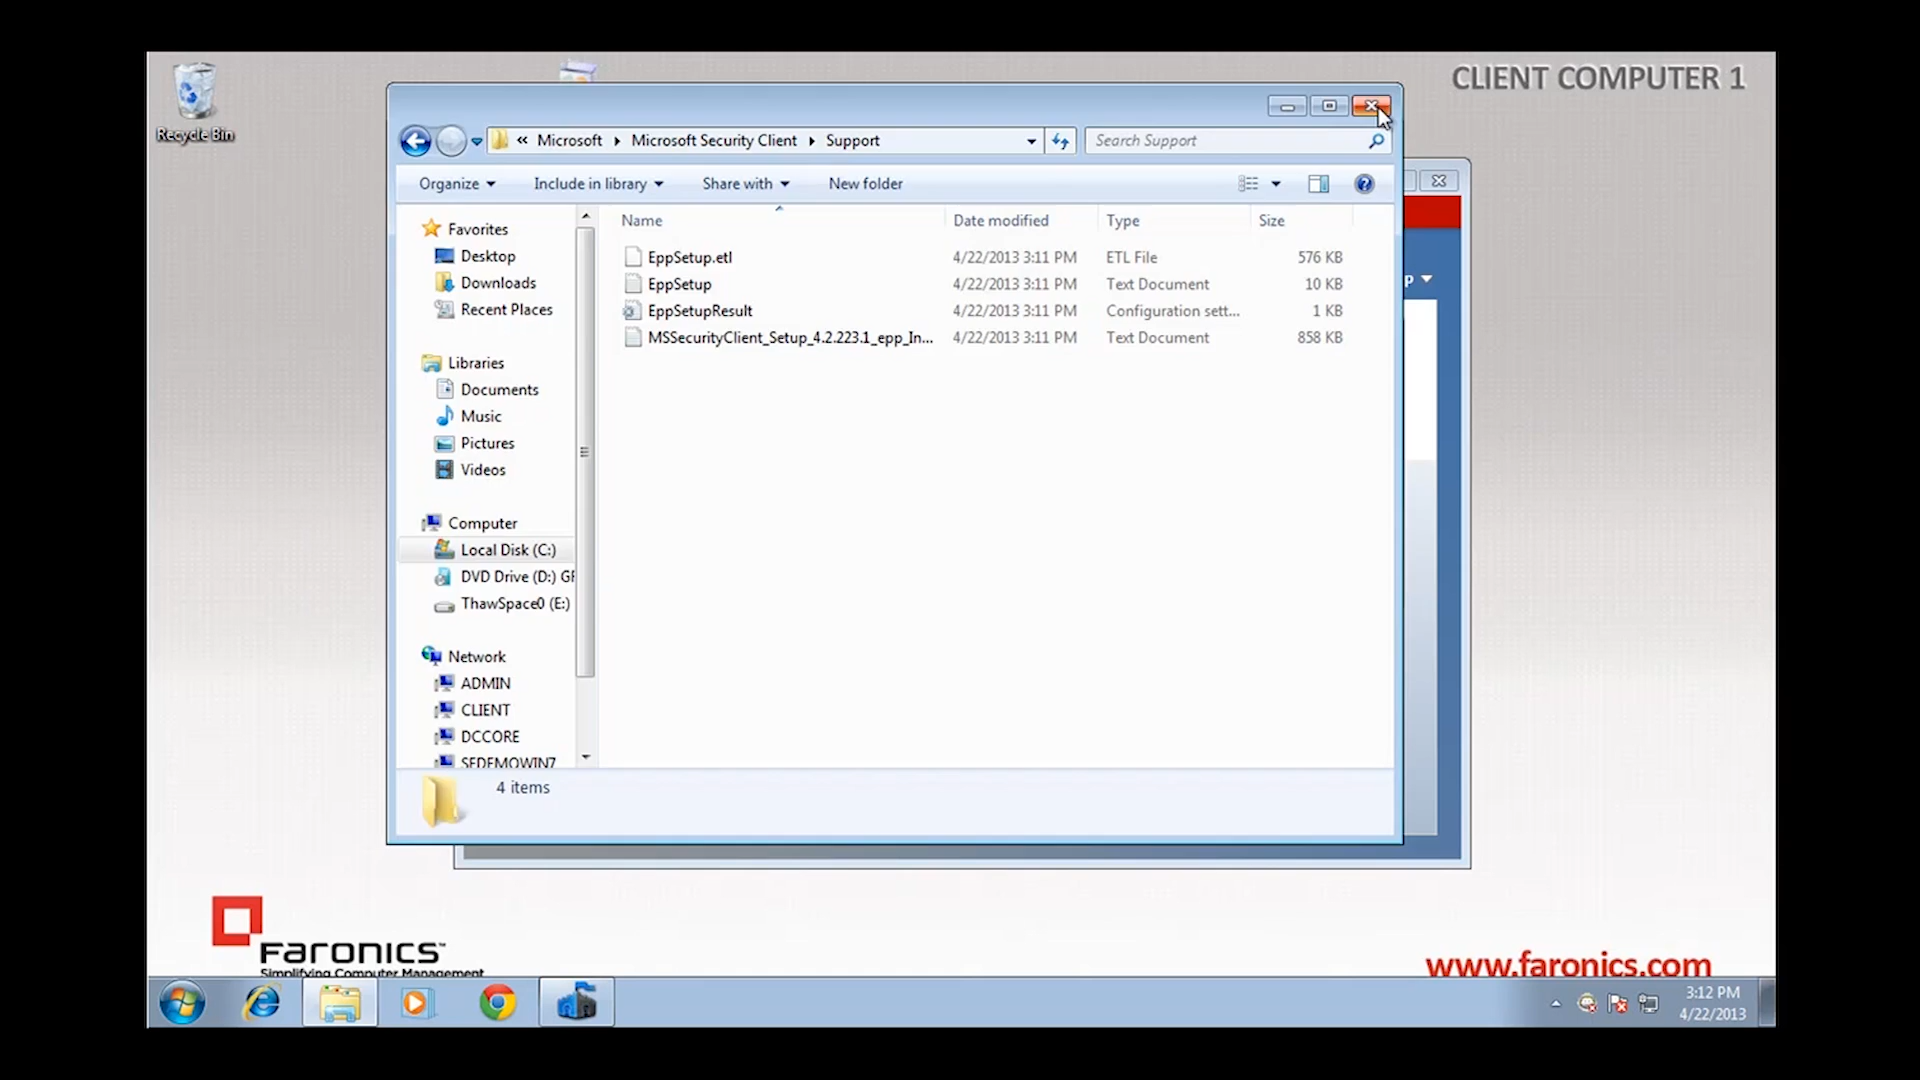 CLIENT COMPUTER 1
Recycle Bin
« Microsoft Microsoft Security Client Support
Search Support
Organize Include in library Share with New folder
Name Date modified Type Size
Favorites
Desktop
Downloads
Recent Places
Libraries
Documents
Music
Pictures
Videos
Computer
Local Disk (C:)
DVD Drive (D:) GF
ThawSpace0 (E:)
Network
ADMIN
CLIENT
DCCORE
SEDEMOWIN7
EppSetup.etl 4/22/2013 3:11 PM ETL File 576 KB
EppSetup 4/22/2013 3:11 PM Text Document 10 KB
EppSetupResult 4/22/2013 3:11 PM Configuration sett... 1 KB
MSSecurityClient_Setup_4.2.223.1_epp_In... 4/22/2013 3:11 PM Text Document 858 KB
p
4 items
FARONICS™
Simplifying Computer Management
www.faronics.com
3:12 PM
4/22/2013